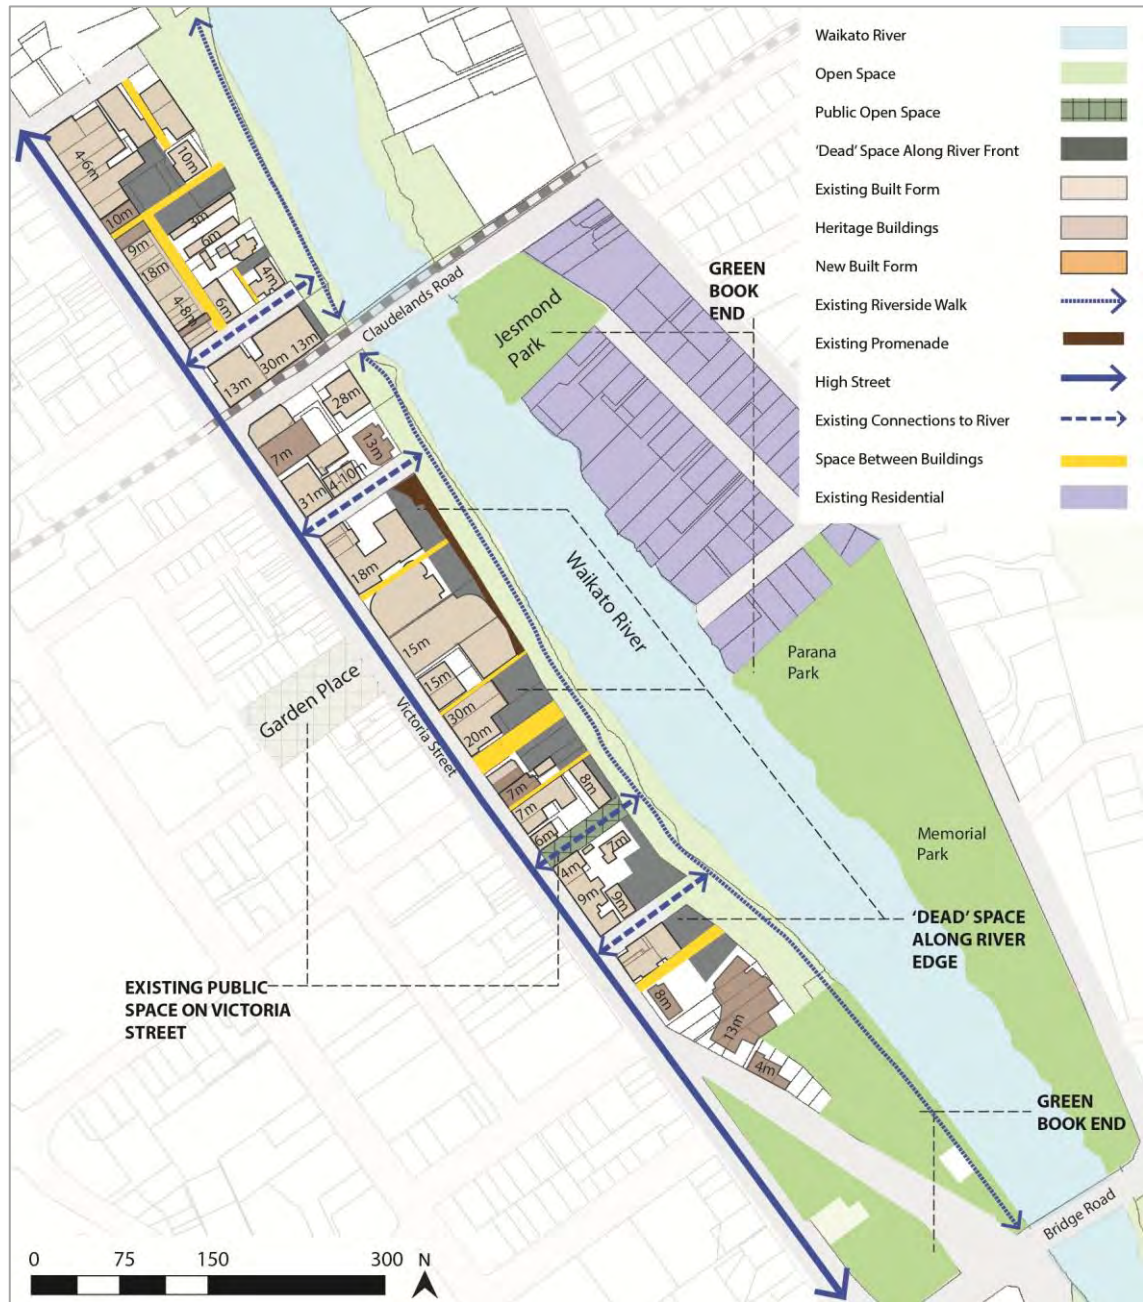 Waikato River
Open Space
Public Open Space
'Dead' Space Along River Front
Existing Built Form
Heritage Buildings
New Built Form
Existing Riverside Walk
Existing Promenade
High Street
Existing Connections to River
Space Between Buildings
Existing Residential
4-6m
10m
10m
3m
6m
9m
18m
4m
6m
4-8m
13m
30m
13m
Claudelands Road
GREEN
BOOK
END
Jesmond
Park
28m
7m
13m
4-10m
31m
18m
Waikato River
15m
15m
Garden Place
Victoria Street
30m
20m
Parana
Park
7m
8m
7m
6m
7m
4m
9m
9m
Memorial
Park
'DEAD' SPACE
ALONG RIVER
EDGE
EXISTING PUBLIC
SPACE ON VICTORIA
STREET
8m
13m
4m
GREEN
BOOK END
Bridge Road
0
75
150
300
N